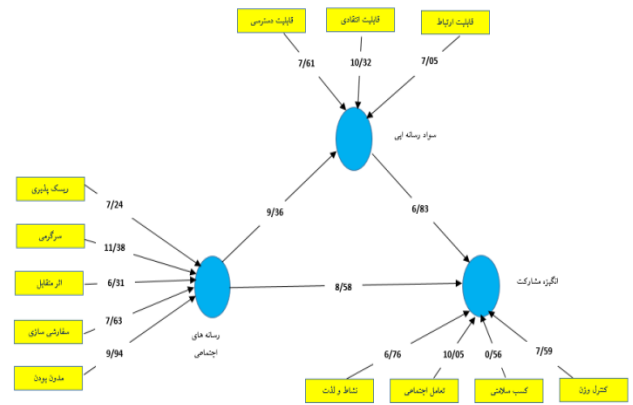 قابلیت دسترسی
قابلیت انتقادی
قابلیت ارتباط
7/61
10/32
7/05
سواد رسانه ایی
ریسک پذیری
7/24
9/36
6/83
سرگرمی
11/38
اثر متقابل
6/31
انگیزه مشارکت
8/58
سفارشی سازی
7/63
رسانه های
اجتماعی
مدون بودن
9/94
6/76
10/05
0/56
7/59
نشاط و لذت
تعامل اجتماعی
کسب سلامتی
کنترل وزن